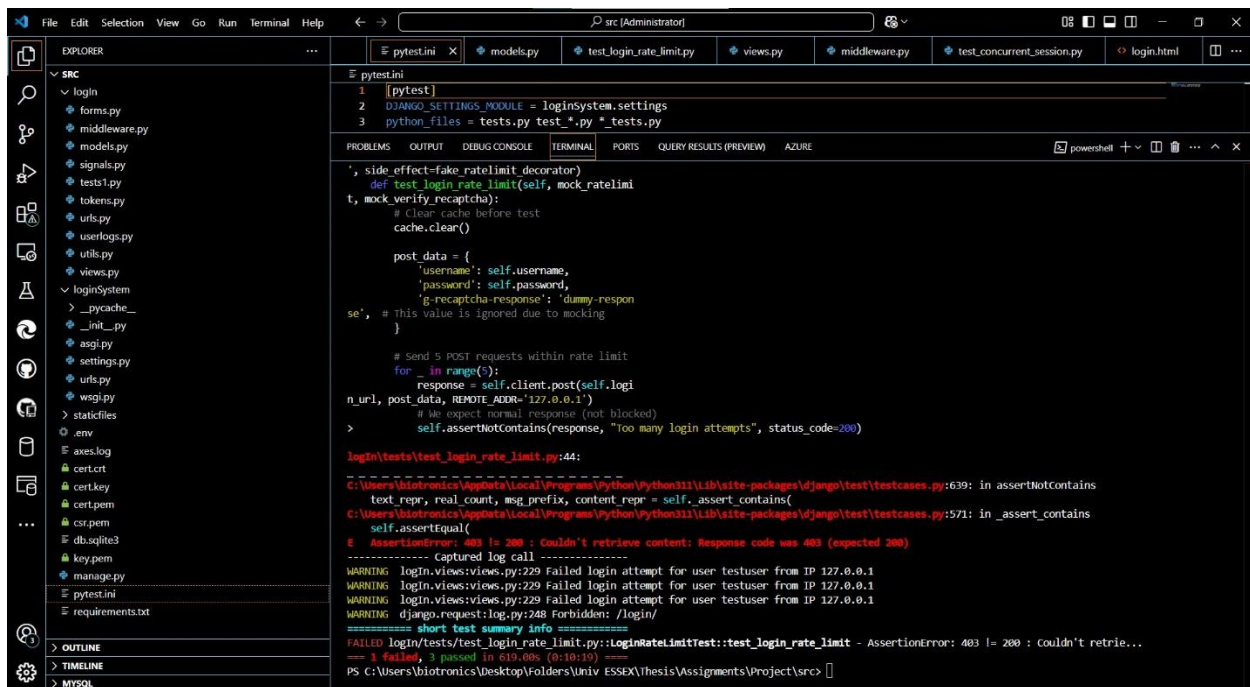 File Edit Selection View Go Run Terminal Help
src [Administrator]
EXPLORER
pytest.ini
models.py
test_login_rate_limit.py
views.py
middleware.py
test_concurrent_session.py
login.html
SRC
logIn
forms.py
middleware.py
models.py
signals.py
tests1.py
tokens.py
urls.py
userlogs.py
utils.py
views.py
loginSystem
__pycache__
__init__.py
asgi.py
settings.py
urls.py
wsgi.py
staticfiles
.env
axes.log
cert.crt
cert.key
cert.pem
csr.pem
db.sqlite3
key.pem
manage.py
pytest.ini
requirements.txt
OUTLINE
TIMELINE
MYSQL
3
pytest.ini
1 [pytest]
2 DJANGO_SETTINGS_MODULE = loginSystem.settings
3 python_files = tests.py test_*.py *_tests.py
PROBLEMS OUTPUT DEBUG CONSOLE TERMINAL PORTS QUERY RESULTS (PREVIEW) AZURE
powershell
', side_effect=fake_ratelimit_decorator)
def test_login_rate_limit(self, mock_ratelimi
t, mock_verify_recaptcha):
# Clear cache before test
cache.clear()
post_data = {
'username': self.username,
'password': self.password,
'g-recaptcha-response': 'dummy-respon
se', # This value is ignored due to mocking
}
# Send 5 POST requests within rate limit
for _ in range(5):
response = self.client.post(self.logi
n_url, post_data, REMOTE_ADDR='127.0.0.1')
# We expect normal response (not blocked)
> self.assertNotContains(response, "Too many login attempts", status_code=200)
logIn\tests\test_login_rate_limit.py:44:
_ _ _ _ _ _ _ _ _ _ _ _ _ _ _ _ _ _ _ _ _ _
C:\Users\biotronics\AppData\Local\Programs\Python\Python311\Lib\site-packages\django\test\testcases.py:639: in assertNotContains
text_repr, real_count, msg_prefix, content_repr = self._assert_contains(
C:\Users\biotronics\AppData\Local\Programs\Python\Python311\Lib\site-packages\django\test\testcases.py:571: in _assert_contains
self.assertEqual(
E AssertionError: 403 != 200 : Couldn't retrieve content: Response code was 403 (expected 200)
-------------- Captured log call ---------------
WARNING logIn.views:views.py:229 Failed login attempt for user testuser from IP 127.0.0.1
WARNING logIn.views:views.py:229 Failed login attempt for user testuser from IP 127.0.0.1
WARNING logIn.views:views.py:229 Failed login attempt for user testuser from IP 127.0.0.1
WARNING django.request:log.py:248 Forbidden: /login/
=========== short test summary info ============
FAILED logIn/tests/test_login_rate_limit.py::LoginRateLimitTest::test_login_rate_limit - AssertionError: 403 != 200 : Couldn't retrie...
=== 1 failed, 3 passed in 619.00s (0:10:19) ====
PS C:\Users\biotronics\Desktop\Folders\Univ ESSEX\Thesis\Assignments\Project\src>